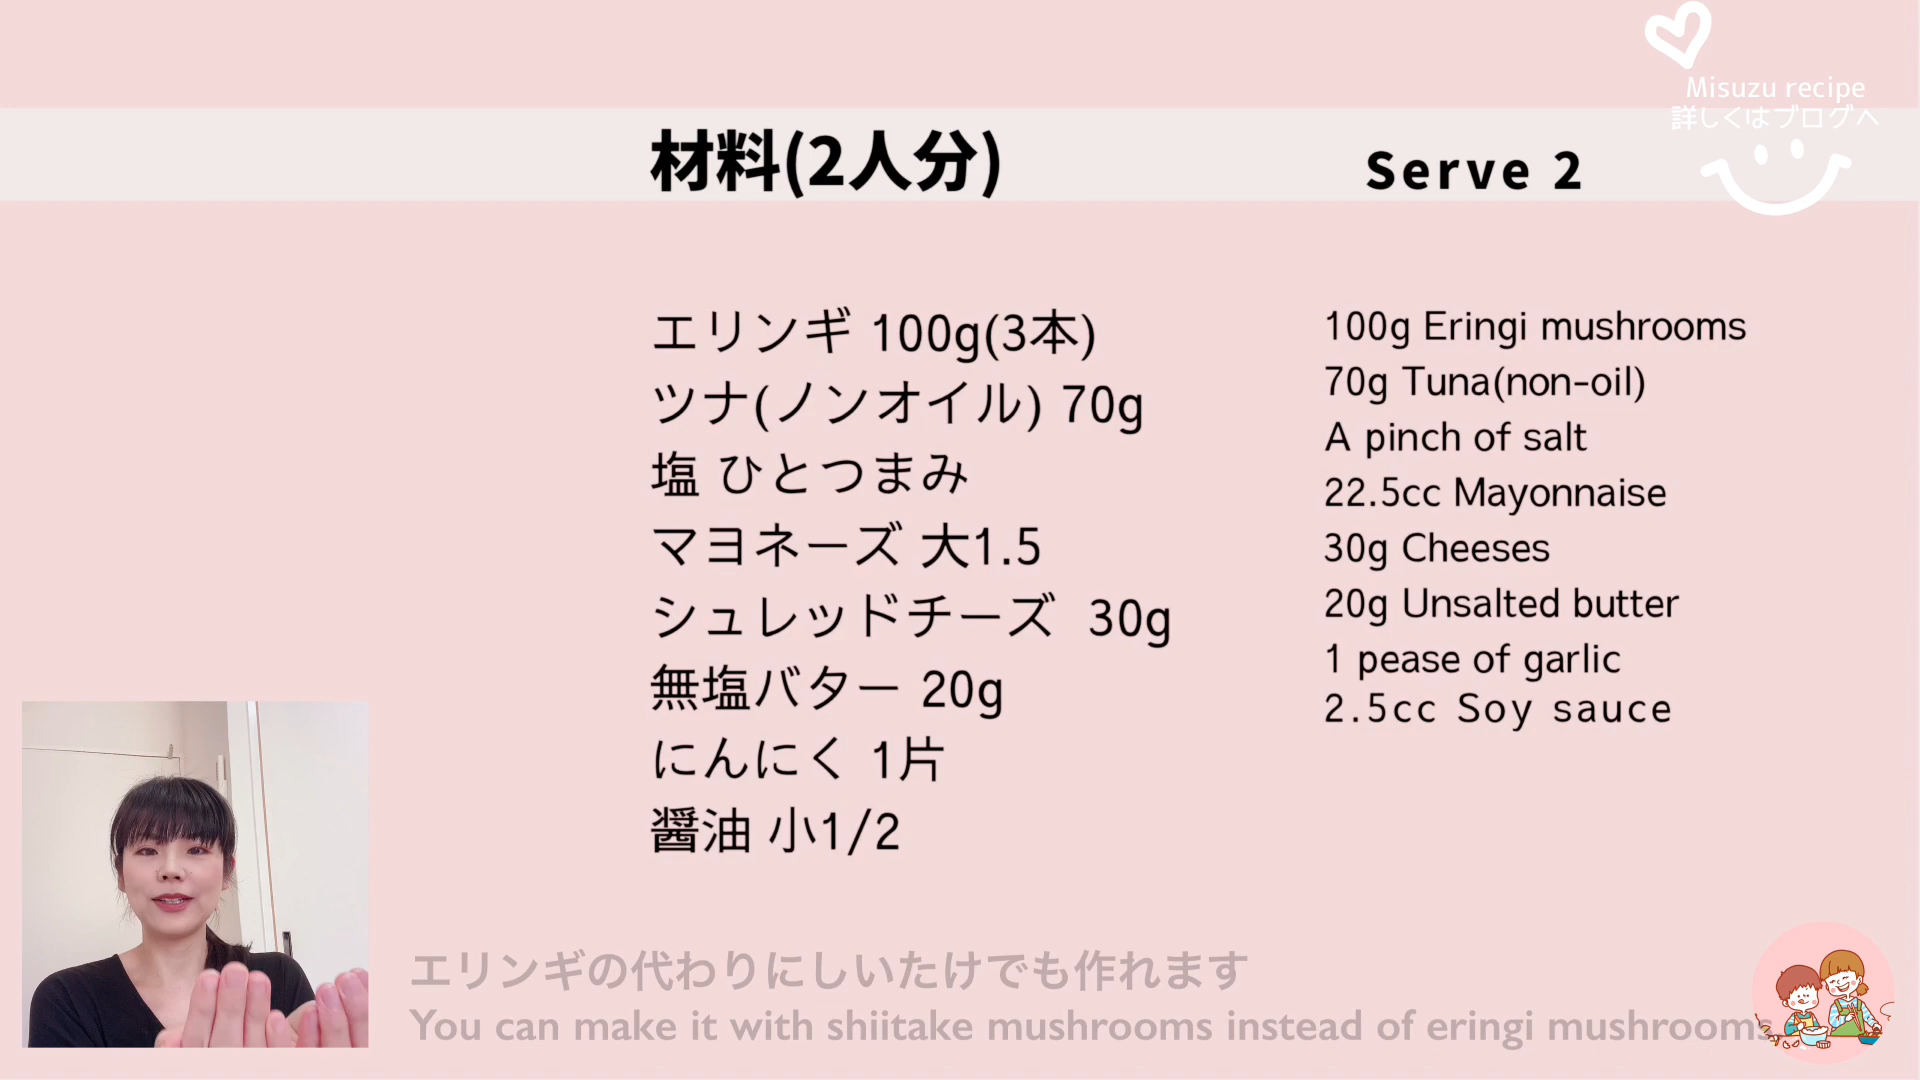 Misuzu recipe
詳しくはブログへ
材料(2人分)
Serve 2
エリンギ 100g(3本)
ツナ(ノンオイル) 70g
塩 ひとつまみ
マヨネーズ 大1.5
シュレッドチーズ 30g
無塩バター 20g
にんにく 1片
醤油 小1/2
100g Eringi mushrooms
70g Tuna(non-oil)
A pinch of salt
22.5cc Mayonnaise
30g Cheeses
20g Unsalted butter
1 pease of garlic
2.5cc Soy sauce
エリンギの代わりにしいたけでも作れます
You can make it with shiitake mushrooms instead of eringi mushrooms